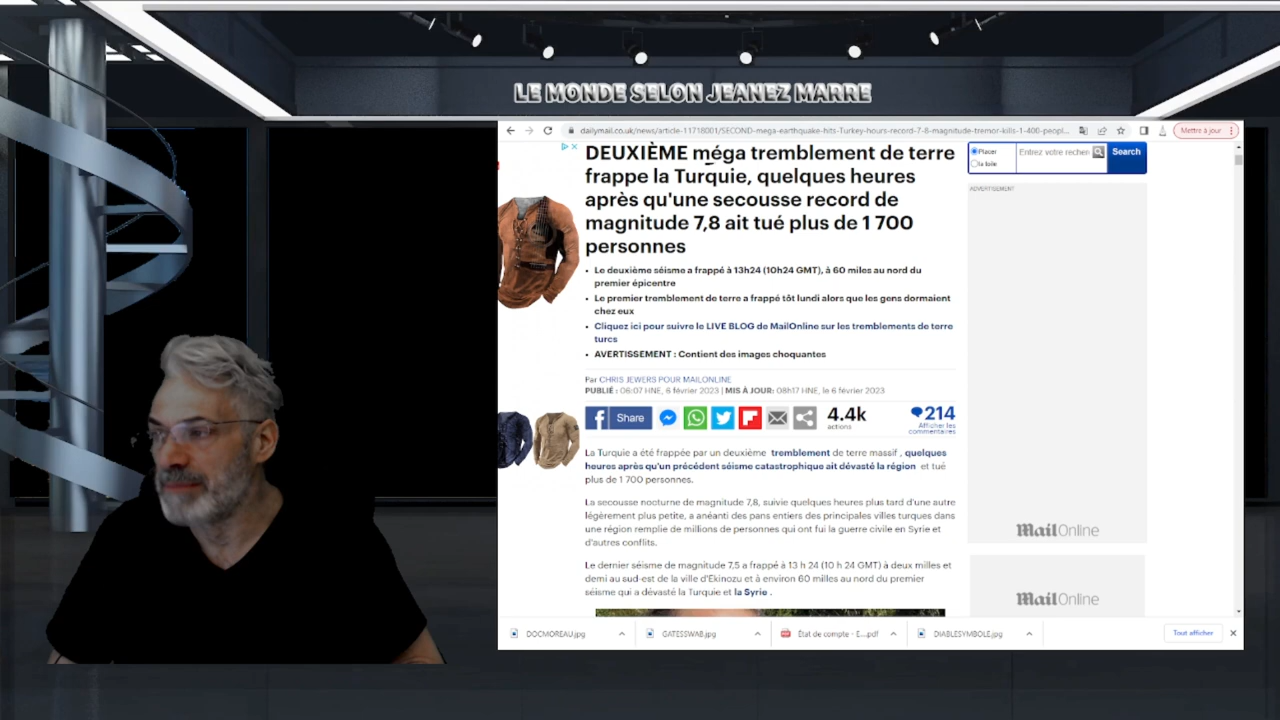 LE MONDE SELON JEANEZ MARRE
dailymail.co.uk/news/article-11718001/SECOND-mega-earthquake-hits-Turkey-hours-record-7-8-magnitude-tremor-kills-1-400-peopl...
Mettre à jour
DEUXIÈME méga tremblement de terre
frappe la Turquie, quelques heures
après qu'une secousse record de
magnitude 7,8 ait tué plus de 1 700
personnes
Placer
la toile
Entrez votre recher
Search
ADVERTISEMENT
• Le deuxième séisme a frappé à 13h24 (10h24 GMT), à 60 miles au nord du
premier épicentre
• Le premier tremblement de terre a frappé tôt lundi alors que les gens dormaient
chez eux
• Cliquez ici pour suivre le LIVE BLOG de MailOnline sur les tremblements de terre
turcs
• AVERTISSEMENT : Contient des images choquantes
Par CHRIS JEWERS POUR MAILONLINE
PUBLIÉ : 06:07 HNE, 6 février 2023 | MIS À JOUR: 08h17 HNE, le 6 février 2023
Share
4.4k
actions
214
Afficher les
commentaires
La Turquie a été frappée par un deuxième tremblement de terre massif , quelques
heures après qu'un précédent séisme catastrophique ait dévasté la région et tué
plus de 1 700 personnes.
La secousse nocturne de magnitude 7,8, suivie quelques heures plus tard d'une autre
légèrement plus petite, a anéanti des pans entiers des principales villes turques dans
une région remplie de millions de personnes qui ont fui la guerre civile en Syrie et
d'autres conflits.
Le dernier séisme de magnitude 7,5 a frappé à 13 h 24 (10 h 24 GMT) à deux milles et
demi au sud-est de la ville d'Ekinozu et à environ 60 milles au nord du premier
séisme qui a dévasté la Turquie et la Syrie .
MailOnline
MailOnline
DOCMOREAU.jpg
GATESSWAB.jpg
État de compte - E....pdf
DIABLESYMBOLE.jpg
Tout afficher